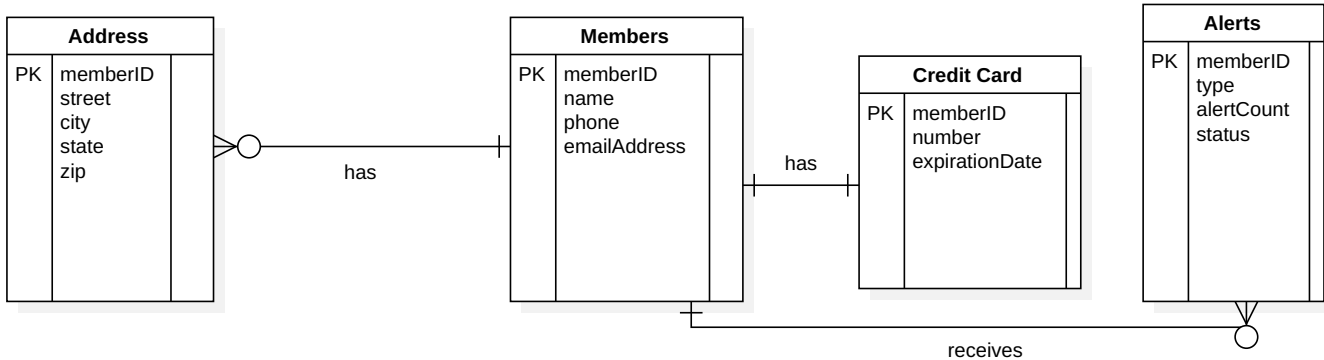 Address
PK memberID
street
city
state
zip
has
Members
PK memberID
name
phone
emailAddress
has
Credit Card
PK memberID
number
expirationDate
Alerts
PK memberID
type
alertCount
status
receives